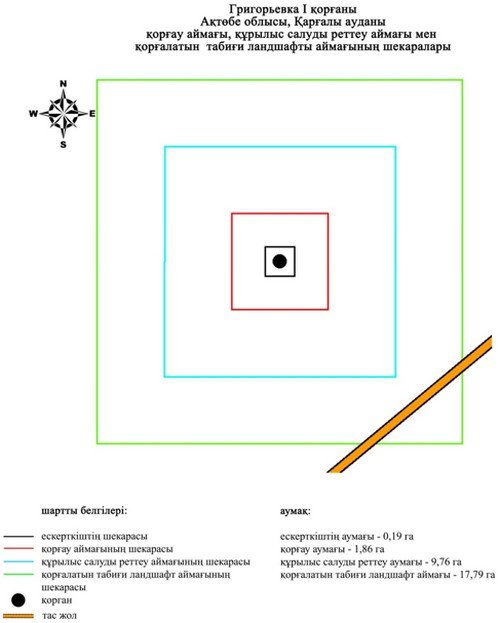 Григорьевка I қорғаны
Ақтөбе облысы, Қарғалы ауданы
қорғау аймағы, құрылыс салуды реттеу аймағы мен
қорғалатын табиғи ландшафты аймағының шекаралары
N
W E
S
шартты белгілері:
ескерткіштің шекарасы
қорғау аймағының шекарасы
құрылыс салуды реттеу аймағының шекарасы
қорғалатын табиғи ландшафт аймағының
шекарасы
қорған
тас жол
аумақ:
ескерткіштің аумағы - 0,19 га
қорғау аумағы - 1,86 га
құрылыс салуды реттеу аумағы - 9,76 га
қорғалатын табиғи ландшафт аймағы - 17,79 га